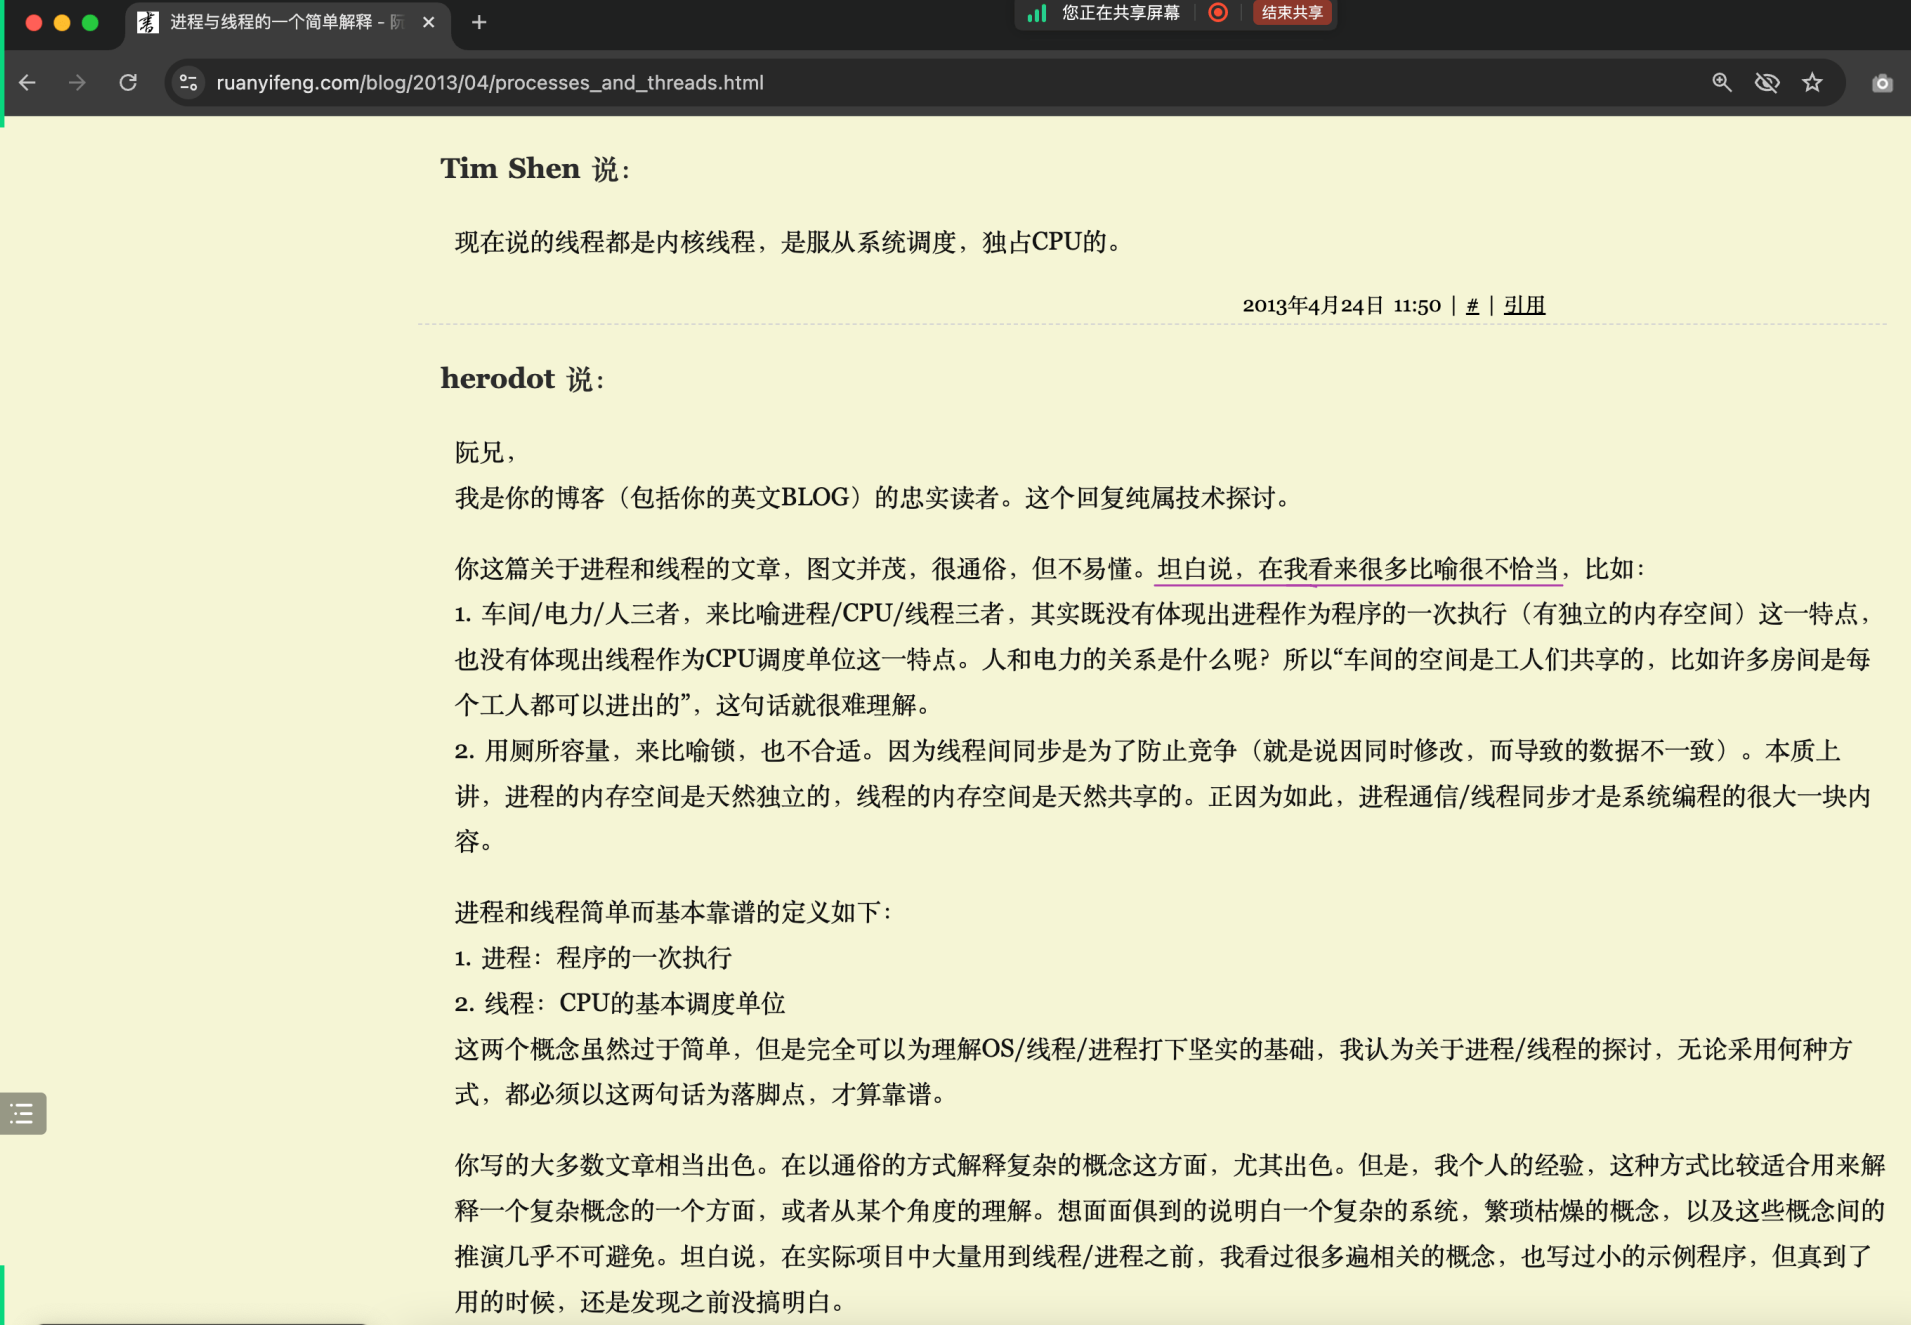 进程与线程的一个简单解释 - 阮
您正在共享屏幕
结束共享
ruanyifeng.com/blog/2013/04/processes_and_threads.html
Tim Shen 说：
现在说的线程都是内核线程，是服从系统调度，独占CPU的。
2013年4月24日 11:50 | # | 引用
herodot 说：
阮兄，
我是你的博客（包括你的英文BLOG）的忠实读者。这个回复纯属技术探讨。
你这篇关于进程和线程的文章，图文并茂，很通俗，但不易懂。坦白说，在我看来很多比喻很不恰当，比如：
1. 车间/电力/人三者，来比喻进程/CPU/线程三者，其实既没有体现出进程作为程序的一次执行（有独立的内存空间）这一特点，
也没有体现出线程作为CPU调度单位这一特点。人和电力的关系是什么呢？所以“车间的空间是工人们共享的，比如许多房间是每
个工人都可以进出的”，这句话就很难理解。
2. 用厕所容量，来比喻锁，也不合适。因为线程间同步是为了防止竞争（就是说因同时修改，而导致的数据不一致）。本质上
讲，进程的内存空间是天然独立的，线程的内存空间是天然共享的。正因为如此，进程通信/线程同步才是系统编程的很大一块内
容。
进程和线程简单而基本靠谱的定义如下：
1. 进程：程序的一次执行
2. 线程：CPU的基本调度单位
这两个概念虽然过于简单，但是完全可以为理解OS/线程/进程打下坚实的基础，我认为关于进程/线程的探讨，无论采用何种方
式，都必须以这两句话为落脚点，才算靠谱。
你写的大多数文章相当出色。在以通俗的方式解释复杂的概念这方面，尤其出色。但是，我个人的经验，这种方式比较适合用来解
释一个复杂概念的一个方面，或者从某个角度的理解。想面面俱到的说明白一个复杂的系统，繁琐枯燥的概念，以及这些概念间的
推演几乎不可避免。坦白说，在实际项目中大量用到线程/进程之前，我看过很多遍相关的概念，也写过小的示例程序，但真到了
用的时候，还是发现之前没搞明白。